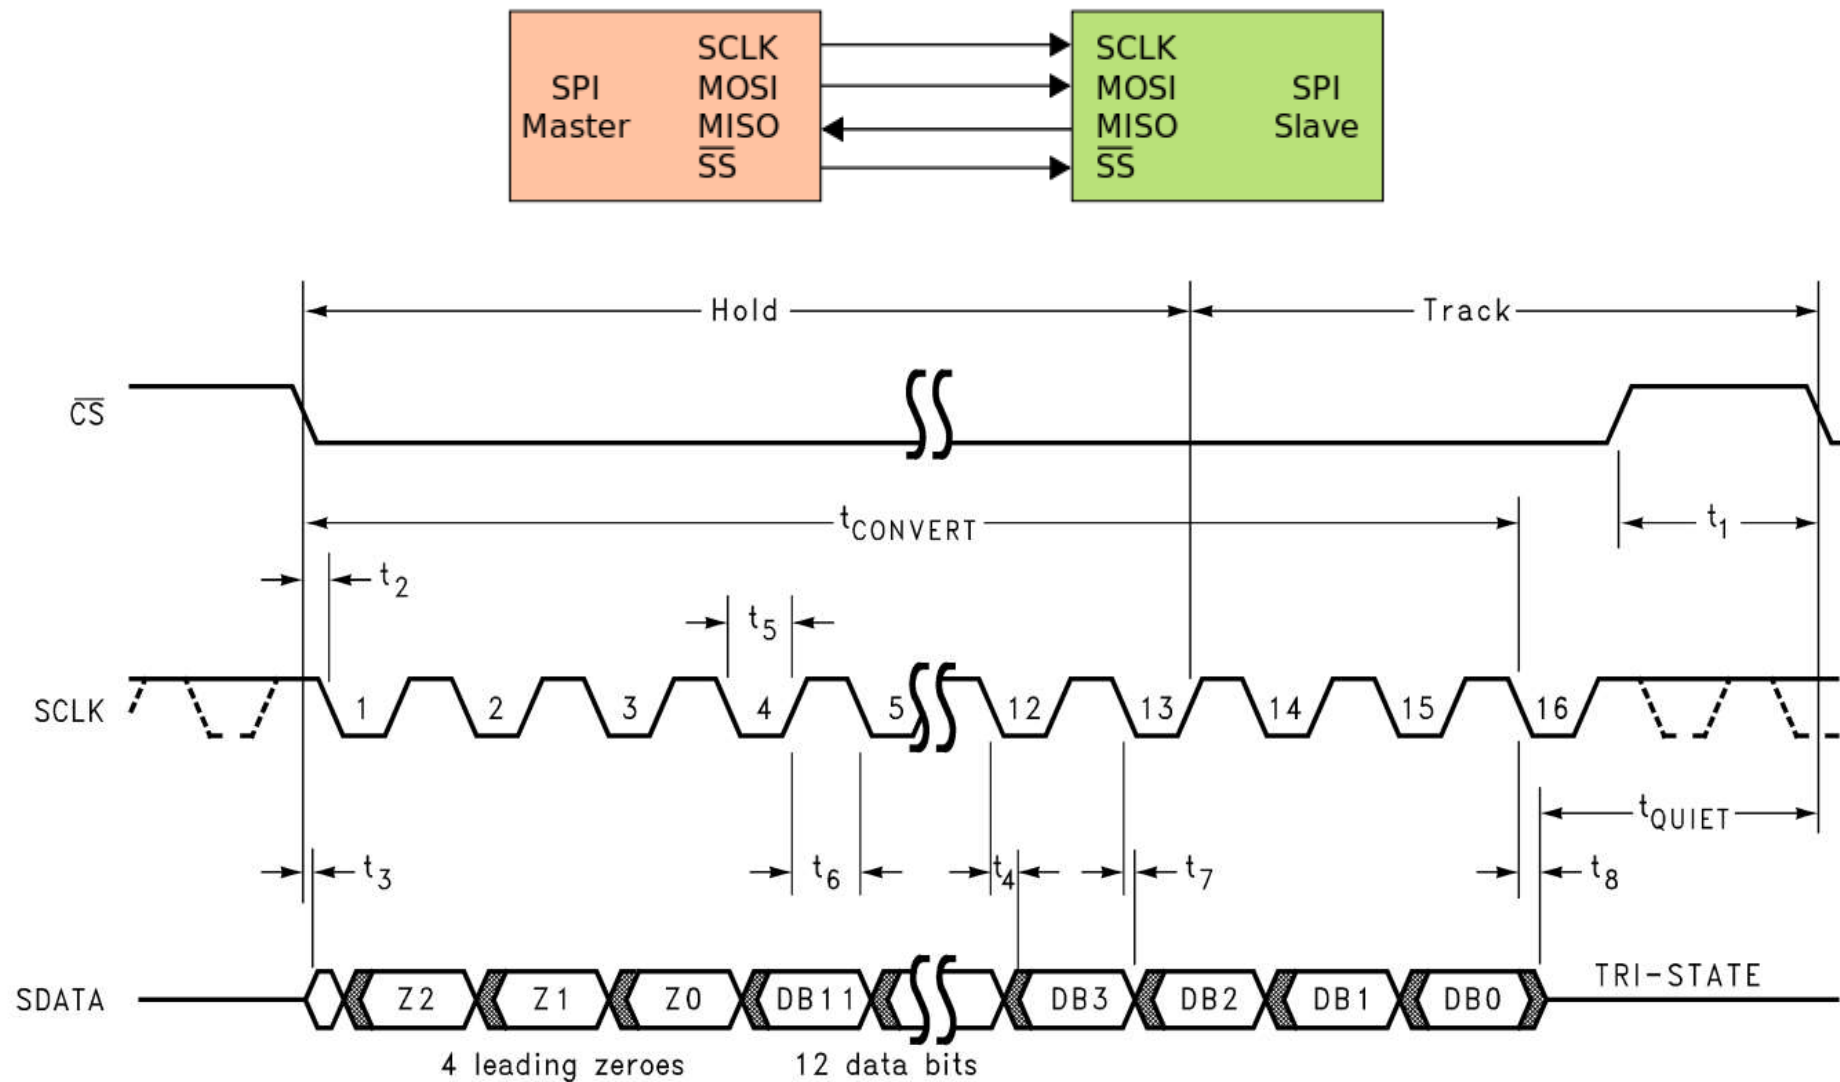 SPI Master
SCLK
MOSI
MISO
SS
SCLK
MOSI
MISO
SS
SPI Slave
Hold
Track
CS
tCONVERT
t1
t2
t5
SCLK
1 2 3 4 5 12 13 14 15 16
tQUIET
t3
t6
t4
t7
t8
SDATA
Z2 Z1 Z0 DB11 DB3 DB2 DB1 DB0
TRI-STATE
4 leading zeroes
12 data bits